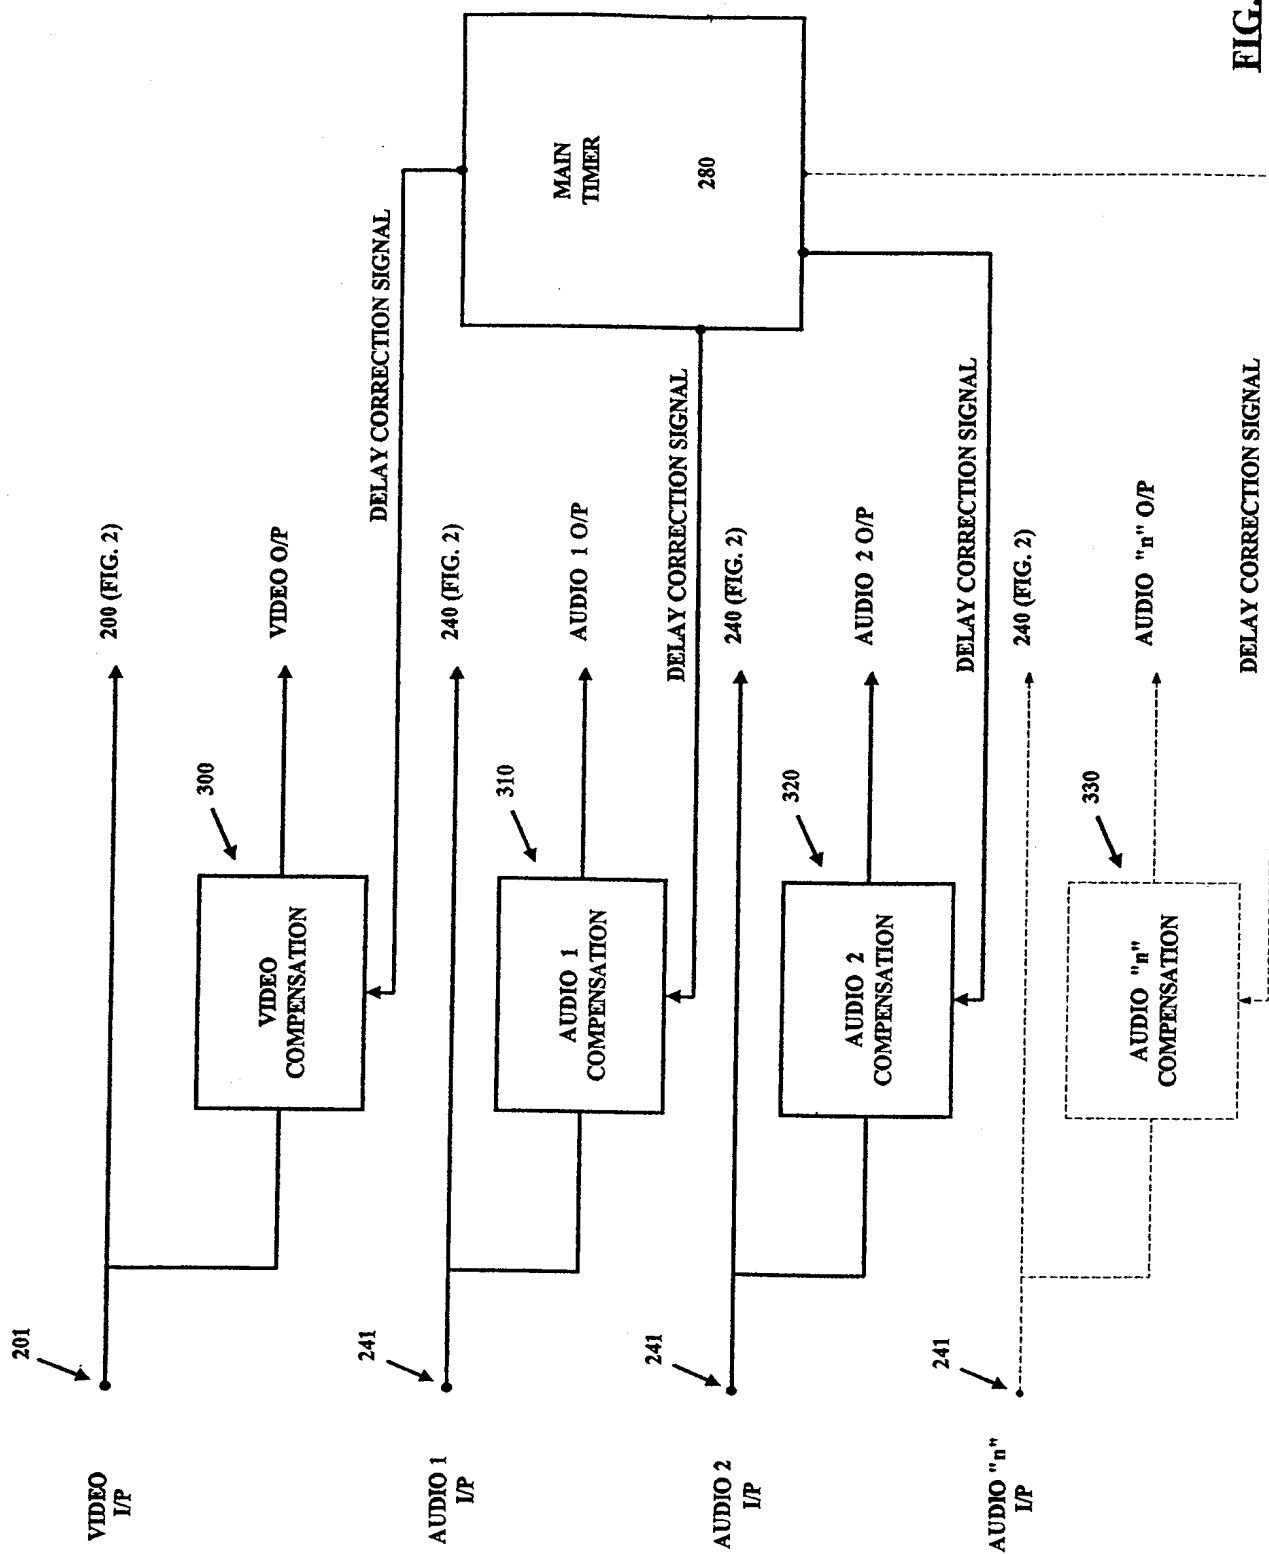 VIDEO
I/P
201
200 (FIG. 2)
300
VIDEO
COMPENSATION
VIDEO O/P
DELAY CORRECTION SIGNAL
AUDIO 1
I/P
241
240 (FIG. 2)
310
AUDIO 1
COMPENSATION
AUDIO 1 O/P
DELAY CORRECTION SIGNAL
MAIN
TIMER
280
AUDIO 2
I/P
241
240 (FIG. 2)
320
AUDIO 2
COMPENSATION
AUDIO 2 O/P
DELAY CORRECTION SIGNAL
AUDIO "n"
I/P
241
240 (FIG. 2)
330
AUDIO "n"
COMPENSATION
AUDIO "n" O/P
DELAY CORRECTION SIGNAL
FIG.